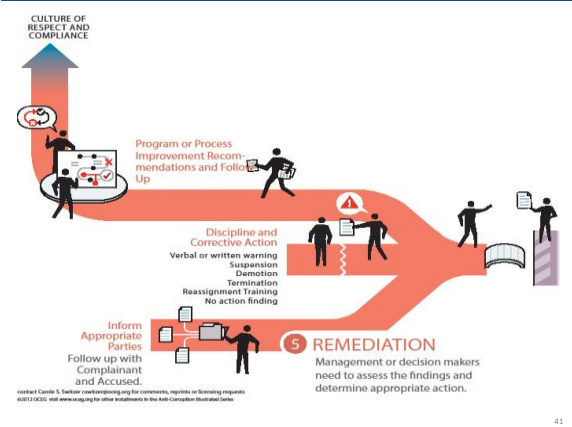 CULTURE OF
RESPECT AND
COMPLIANCE
Program or Process
Improvement Recom-
mendations and Follow
Up
Discipline and
Corrective Action
Verbal or written warning
Suspension
Demotion
Termination
Reassignment Training
No action finding
Inform
Appropriate
Parties
Follow up with
Complainant
and Accused.
5 REMEDIATION
Management or decision makers
need to assess the findings and
determine appropriate action.
contact Carole S. Switzer cswitzer@oceg.org for comments, reprints or licensing requests
©2012 OCEG visit www.oceg.org for other installments in the Anti-Corruption Illustrated Series
41